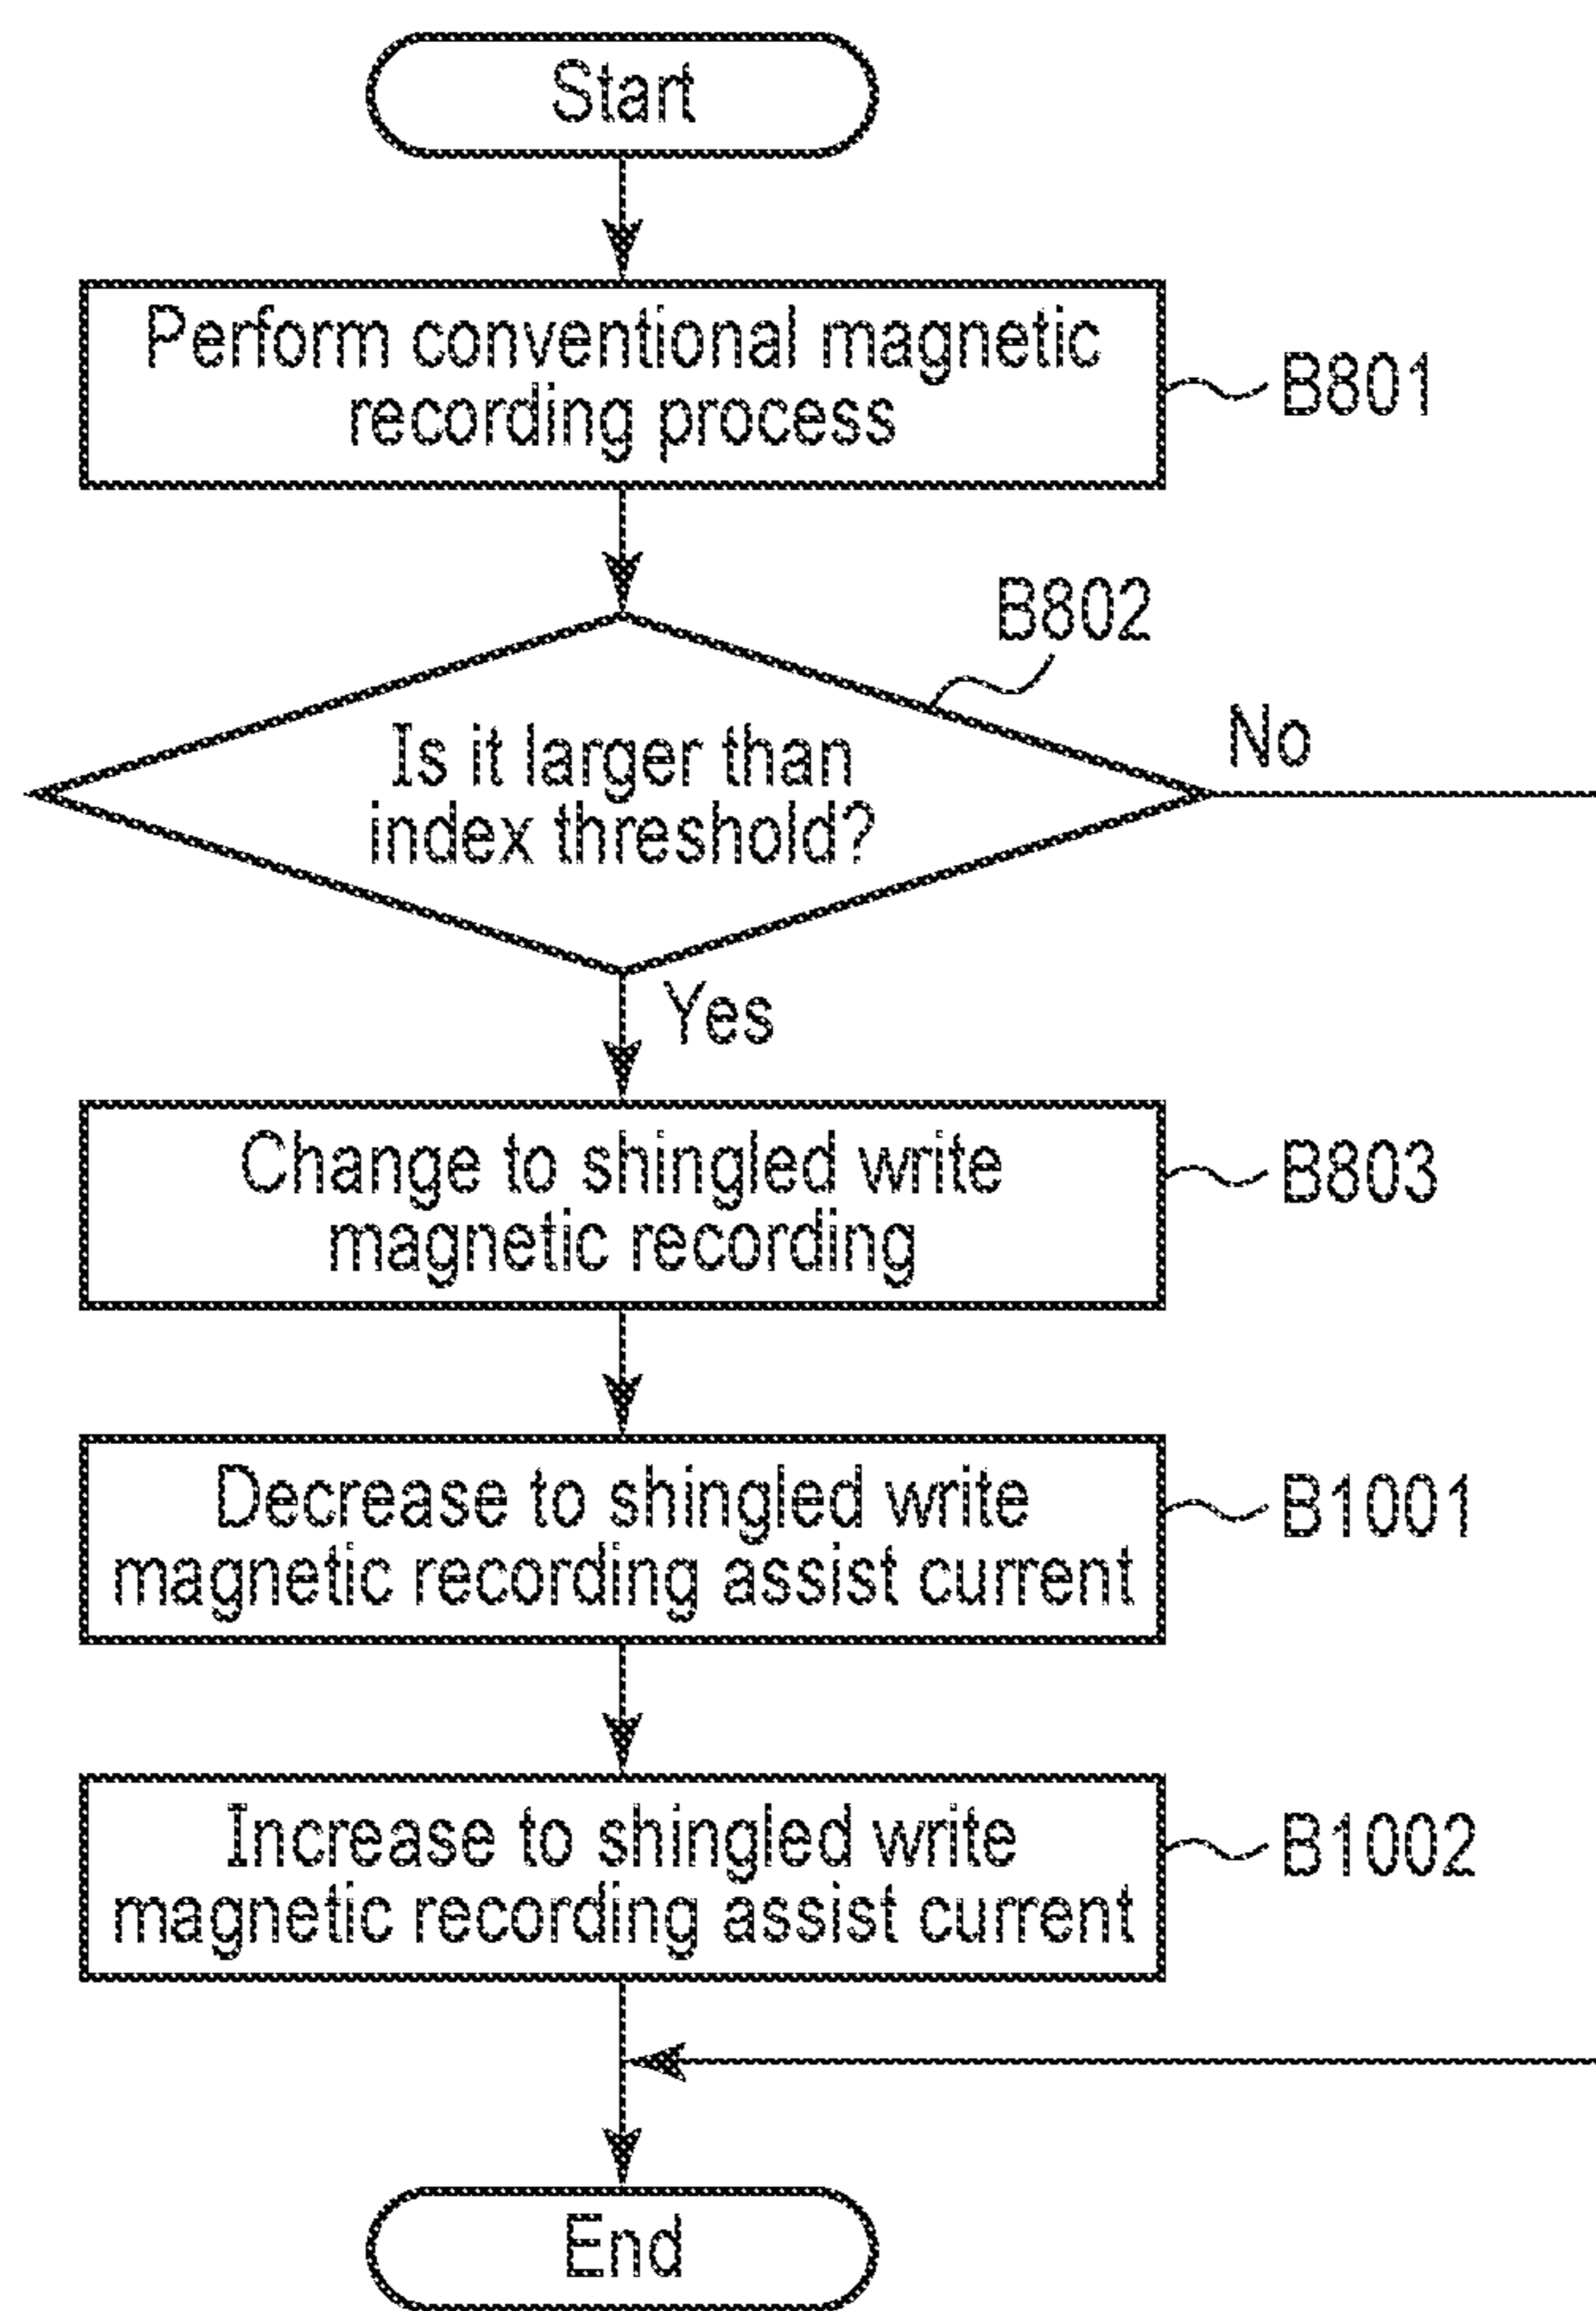 Start
Perform conventional magnetic
recording process
B801
B802
Is it larger than
index threshold?
No
Yes
Change to shingled write
magnetic recording
B803
Decrease to shingled write
magnetic recording assist current
B1001
Increase to shingled write
magnetic recording assist current
B1002
End